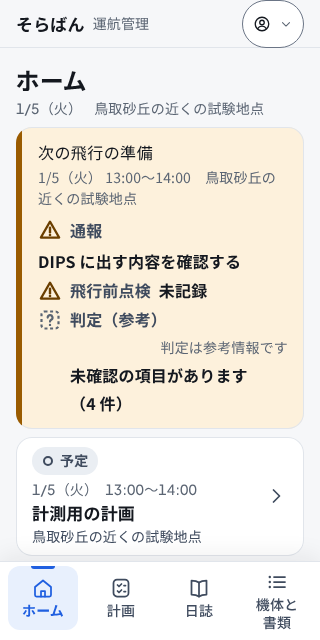 そらばん 運航管理
ホーム
1/5（火） 鳥取砂丘の近くの試験地点
次の飛行の準備
1/5（火） 13:00〜14:00 鳥取砂丘の
近くの試験地点
通報
DIPS に出す内容を確認する
飛行前点検 未記録
判定（参考）
判定は参考情報です
未確認の項目があります
（4 件）
予定
1/5（火） 13:00〜14:00
計測用の計画
鳥取砂丘の近くの試験地点
ホーム 計画 日誌 機体と
書類